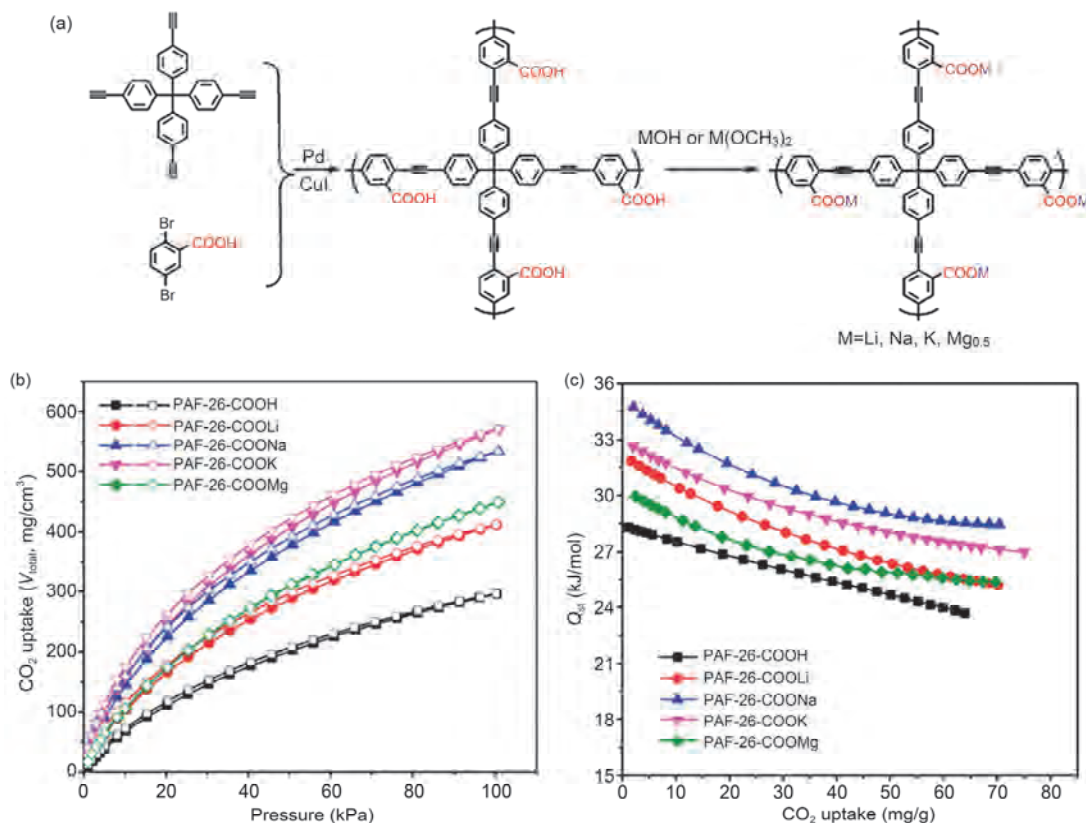 (a)
COOH
COOM
MOH or M(OCH₃)₂
Pd
CuI.
COOH
COOH
COOM
COOM
Br
COOH
Br
COOH
COOM
M=Li, Na, K, Mg₀.₅
(b)
CO₂ uptake (Vtotal, mg/cm³)
600
500
400
300
200
100
0
PAF-26-COOH
PAF-26-COOLi
PAF-26-COONa
PAF-26-COOK
PAF-26-COOMg
0 20 40 60 80 100
Pressure (kPa)
(c)
Qst (kJ/mol)
36
33
30
27
24
21
18
15
PAF-26-COOH
PAF-26-COOLi
PAF-26-COONa
PAF-26-COOK
PAF-26-COOMg
0 10 20 30 40 50 60 70 80
CO₂ uptake (mg/g)